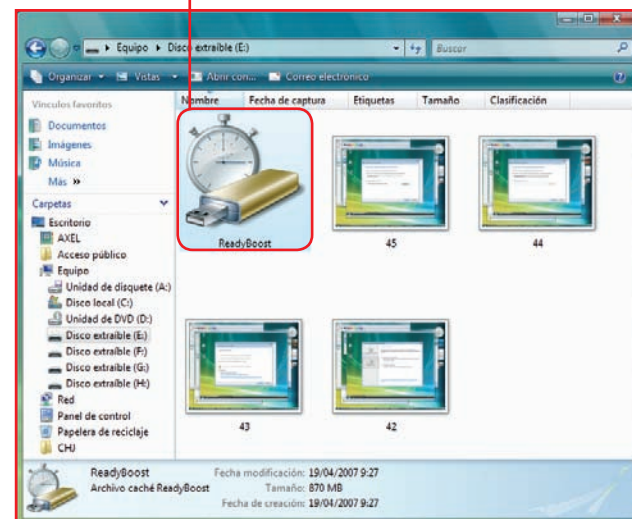 Equipo ▸ Disco extraíble (E:)
Buscar
Organizar
Vistas
Abrir con...
Correo electrónico
Vínculos favoritos
Documentos
Imágenes
Música
Más »
Carpetas
Escritorio
AXEL
Acceso público
Equipo
Unidad de disquete (A:)
Disco local (C:)
Unidad de DVD (D:)
Disco extraíble (E:)
Disco extraíble (F:)
Disco extraíble (G:)
Disco extraíble (H:)
Red
Panel de control
Papelera de reciclaje
CHJ
Nombre Fecha de captura Etiquetas Tamaño Clasificación
ReadyBoost
45
44
43
42
ReadyBoost Fecha modificación: 19/04/2007 9:27
Archivo caché ReadyBoost Tamaño: 870 MB
Fecha de creación: 19/04/2007 9:27